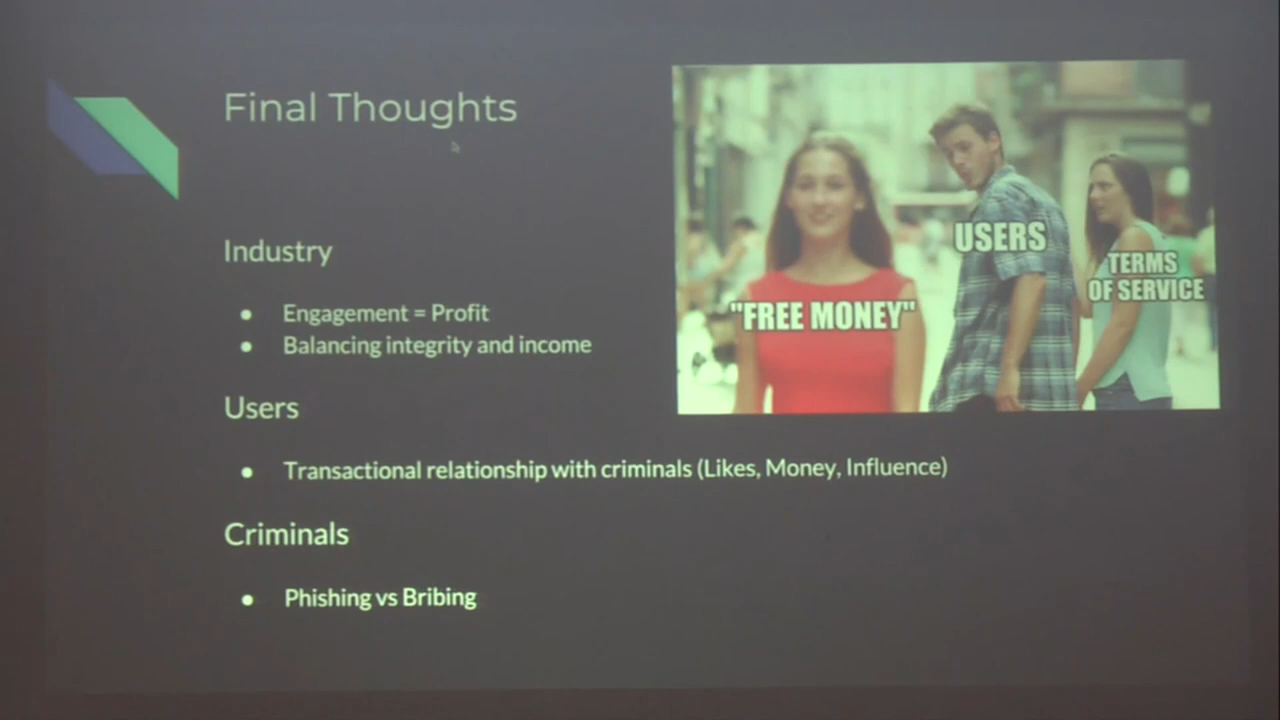 Final Thoughts
Industry
● Engagement = Profit
● Balancing integrity and income
Users
● Transactional relationship with criminals (Likes, Money, Influence)
Criminals
● Phishing vs Bribing
"FREE MONEY"
USERS
TERMS
OF SERVICE